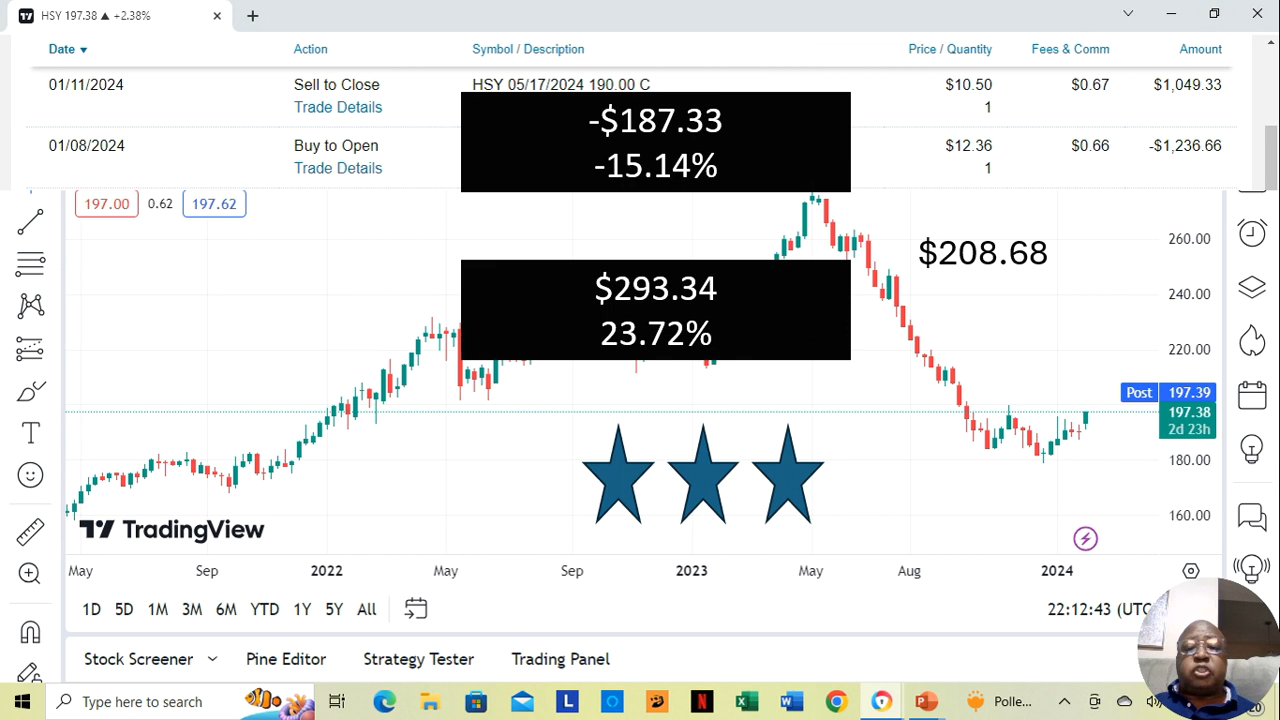 HSY 197.38 ▲ +2.38%
Date Action Symbol / Description Price / Quantity Fees & Comm Amount
01/11/2024 Sell to Close HSY 05/17/2024 190.00 C $10.50 $0.67 $1,049.33
Trade Details 1
-$187.33
01/08/2024 Buy to Open $12.36 $0.66 -$1,236.66
-15.14%
Trade Details 1
197.00 0.62 197.62
260.00
$208.68
$293.34
240.00
23.72%
220.00
Post 197.39
197.38
2d 23h
180.00
160.00
TradingView
May Sep 2022 May Sep 2023 May Aug 2024
1D 5D 1M 3M 6M YTD 1Y 5Y All 22:12:43 (UTC
Stock Screener Pine Editor Strategy Tester Trading Panel
Type here to search Polle...